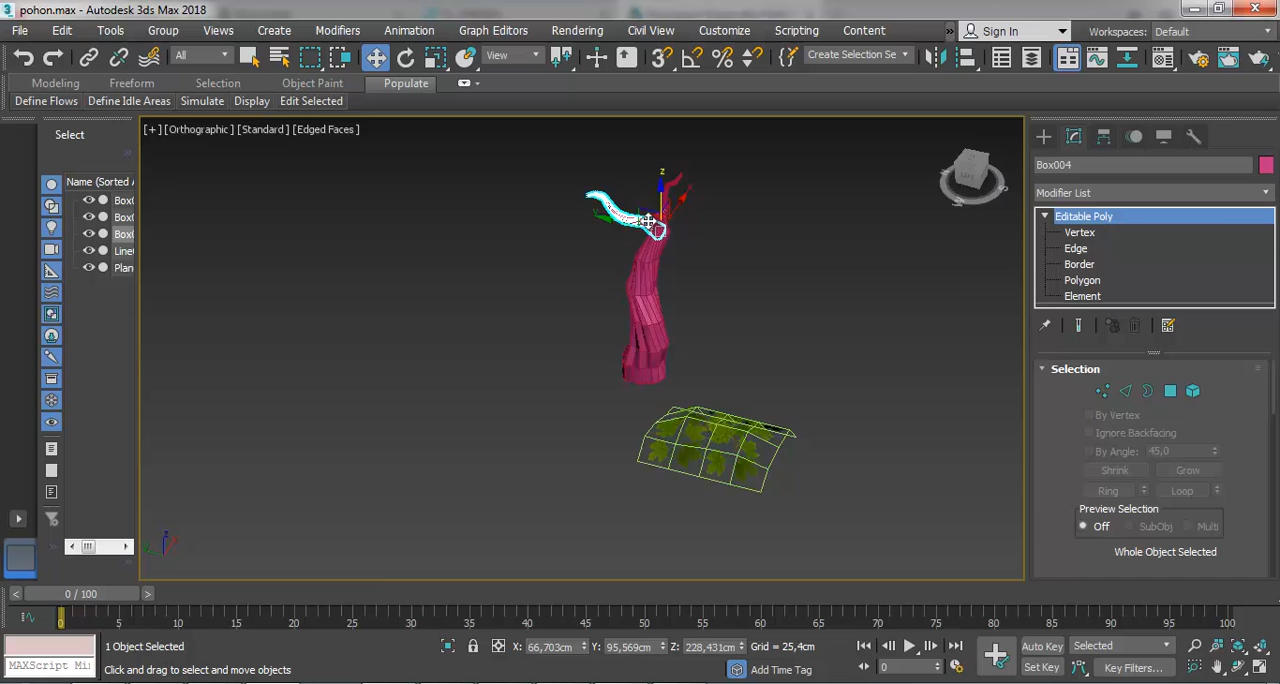 pohon.max - Autodesk 3ds Max 2018
File Edit Tools Group Views Create Modifiers Animation Graph Editors Rendering Civil View Customize Scripting Content » Sign In Workspaces: Default
All View Create Selection Se
Modeling Freeform Selection Object Paint Populate
Define Flows Define Idle Areas Simulate Display Edit Selected
Select
Name (Sorted A
Box0
Box0
Box0
Line
Plan
[+] [Orthographic ] [Standard ] [Edged Faces ]
z
Box004
Modifier List
Editable Poly
Vertex
Edge
Border
Polygon
Element
Selection
By Vertex
Ignore Backfacing
By Angle: 45,0
Shrink Grow
Ring Loop
Preview Selection
Off SubObj Multi
Whole Object Selected
< 0 / 100 >
0 5 10 15 20 25 30 35 40 45 50 55 60 65 70 75 80 85 90 95 100
1 Object Selected X: 66,703cm Y: 95,569cm Z: 228,431cm Grid = 25,4cm Auto Key Selected
MAXScript Mi Click and drag to select and move objects Add Time Tag 0 Set Key Key Filters...